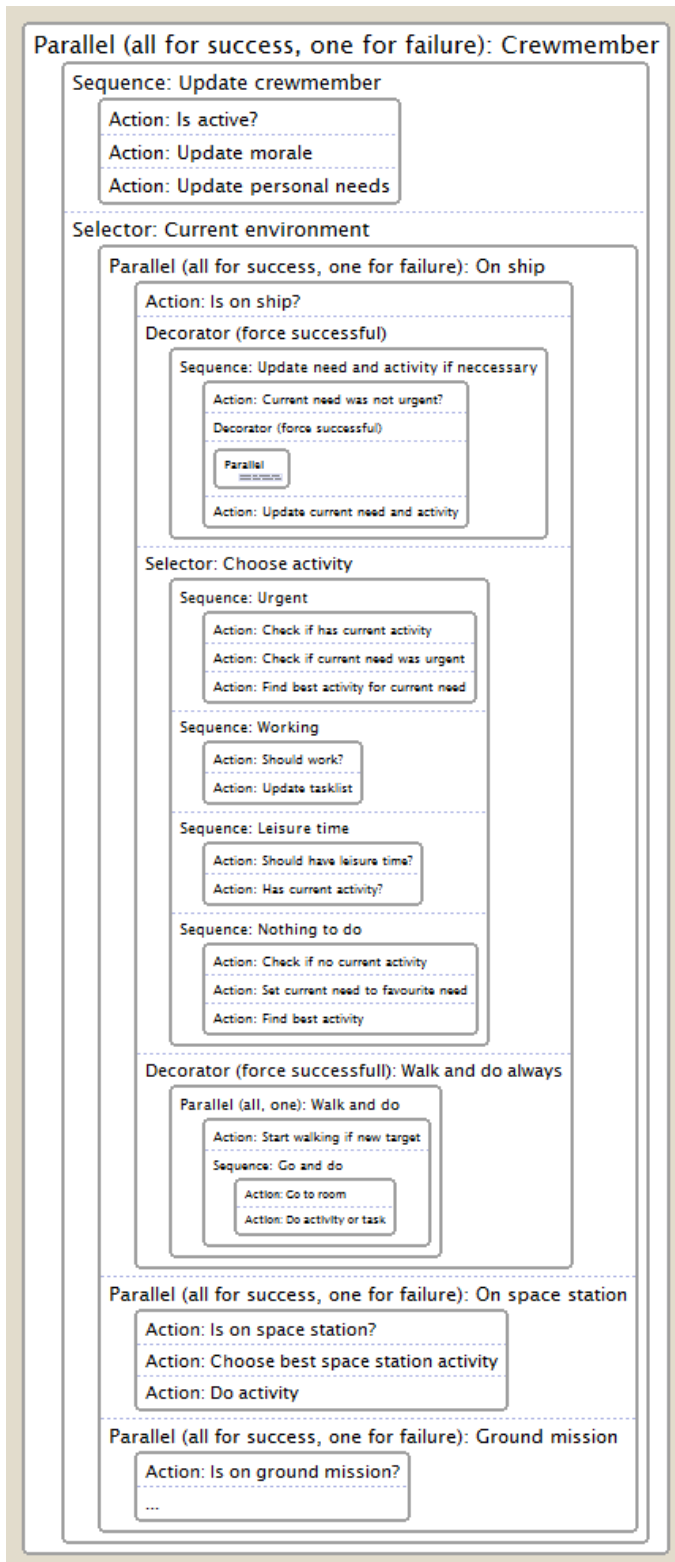 Parallel (all for success, one for failure): Crewmember
Sequence: Update crewmember
Action: Is active?
Action: Update morale
Action: Update personal needs
Selector: Current environment
Parallel (all for success, one for failure): On ship
Action: Is on ship?
Decorator (force successful)
Sequence: Update need and activity if neccessary
Action: Current need was not urgent?
Decorator (force successful)
Parallel
Action: Update current need and activity
Selector: Choose activity
Sequence: Urgent
Action: Check if has current activity
Action: Check if current need was urgent
Action: Find best activity for current need
Sequence: Working
Action: Should work?
Action: Update tasklist
Sequence: Leisure time
Action: Should have leisure time?
Action: Has current activity?
Sequence: Nothing to do
Action: Check if no current activity
Action: Set current need to favourite need
Action: Find best activity
Decorator (force successfull): Walk and do always
Parallel (all, one): Walk and do
Action: Start walking if new target
Sequence: Go and do
Action: Go to room
Action: Do activity or task
Parallel (all for success, one for failure): On space station
Action: Is on space station?
Action: Choose best space station activity
Action: Do activity
Parallel (all for success, one for failure): Ground mission
Action: Is on ground mission?
...